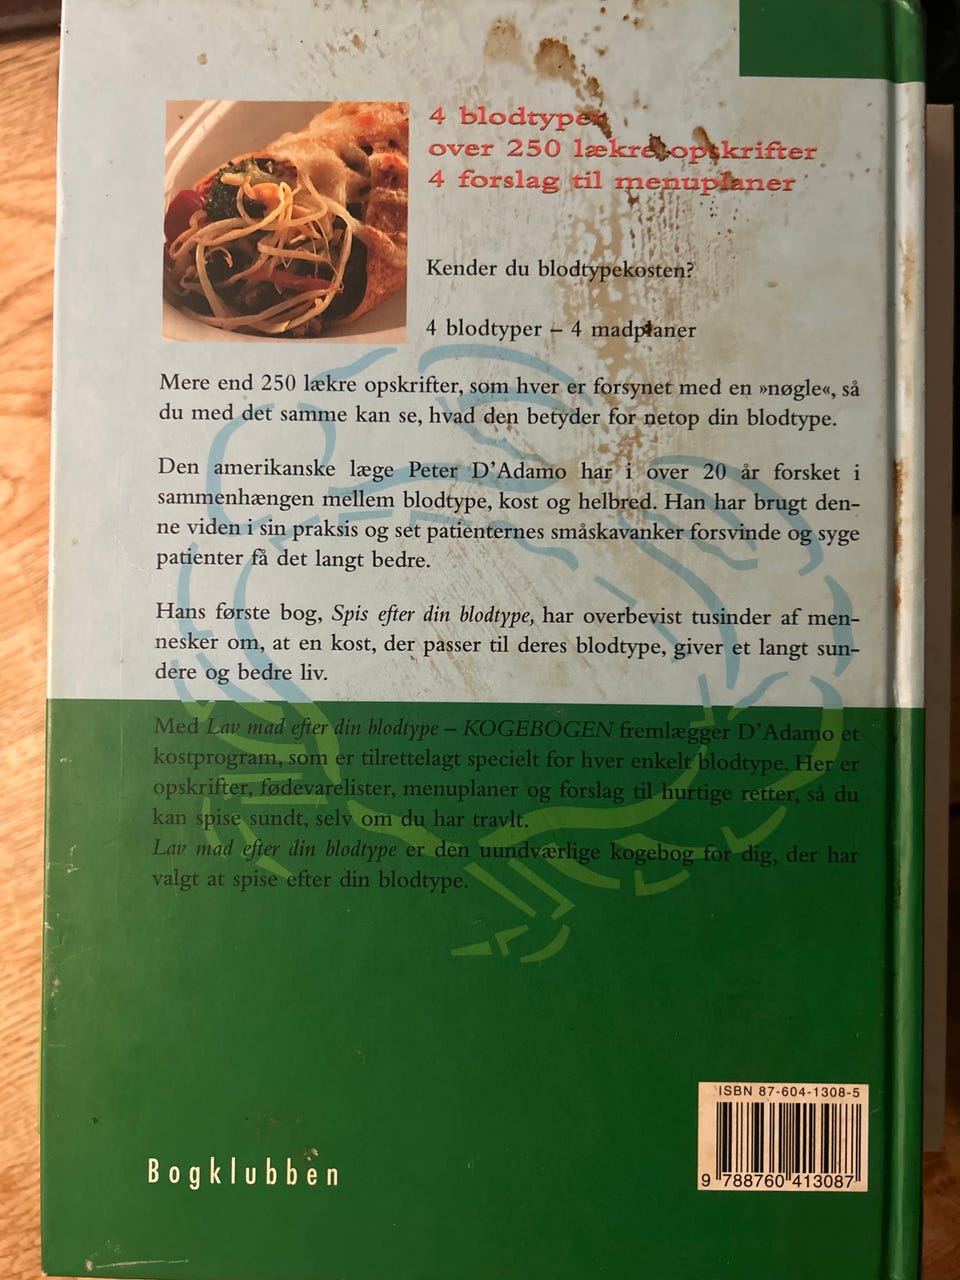 4 blodtyper
over 250 lækre opskrifter
4 forslag til menuplaner
Kender du blodtypekosten?
4 blodtyper – 4 madplaner
Mere end 250 lækre opskrifter, som hver er forsynet med en »nøgle«, så
du med det samme kan se, hvad den betyder for netop din blodtype.
Den amerikanske læge Peter D'Adamo har i over 20 år forsket i
sammenhængen mellem blodtype, kost og helbred. Han har brugt den-
ne viden i sin praksis og set patienternes småskavanker forsvinde og syge
patienter få det langt bedre.
Hans første bog, Spis efter din blodtype, har overbevist tusinder af men-
nesker om, at en kost, der passer til deres blodtype, giver et langt sun-
dere og bedre liv.
Med Lav mad efter din blodtype – KOGEBOGEN fremlægger D'Adamo et
kostprogram, som er tilrettelagt specielt for hver enkelt blodtype. Her er
opskrifter, fødevarelister, menuplaner og forslag til hurtige retter, så du
kan spise sundt, selv om du har travlt.
Lav mad efter din blodtype er den uundværlige kogebog for dig, der har
valgt at spise efter din blodtype.
ISBN 87-604-1308-5
9 788760 413087
Bogklubben